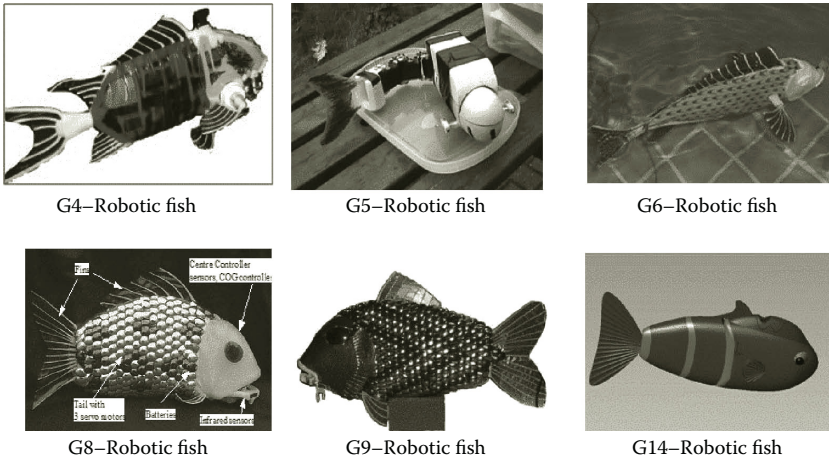 G4–Robotic fish
G5–Robotic fish
G6–Robotic fish
Fins
Centre Controller
sensors, COG controller
Tail with
3 servo motors
Batteries
Infrared sensors
G8–Robotic fish
G9–Robotic fish
G14–Robotic fish